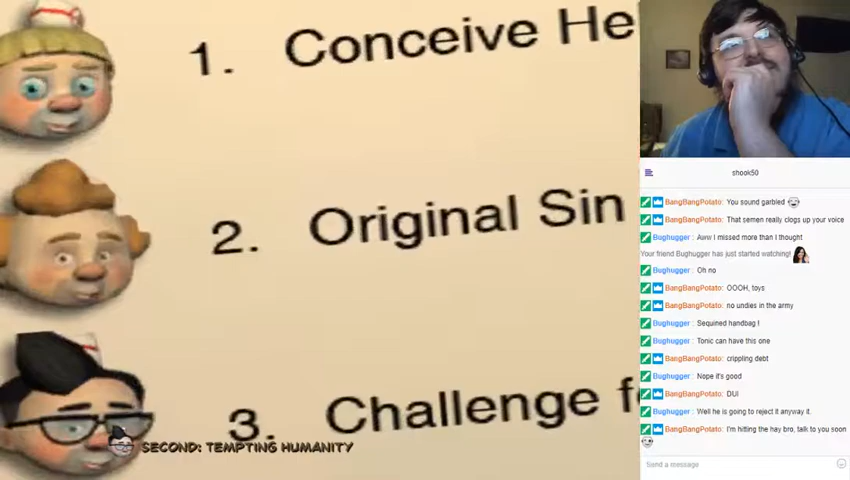 1. Conceive He
2. Original Sin
3. Challenge f
SECOND: TEMPTING HUMANITY
shook50
BangBangPotato: You sound garbled
BangBangPotato: That semen really clogs up your voice
Bughugger: Aww I missed more than I thought
Your friend Bughugger has just started watching!
Bughugger: Oh no
BangBangPotato: OOOH, toys
BangBangPotato: no undies in the army
Bughugger: Sequined handbag !
Bughugger: Tonic can have this one
BangBangPotato: crippling debt
Bughugger: Nope it's good
BangBangPotato: DUI
Bughugger: Well he is going to reject it anyway it.
BangBangPotato: I'm hitting the hay bro, talk to you soon
Send a message